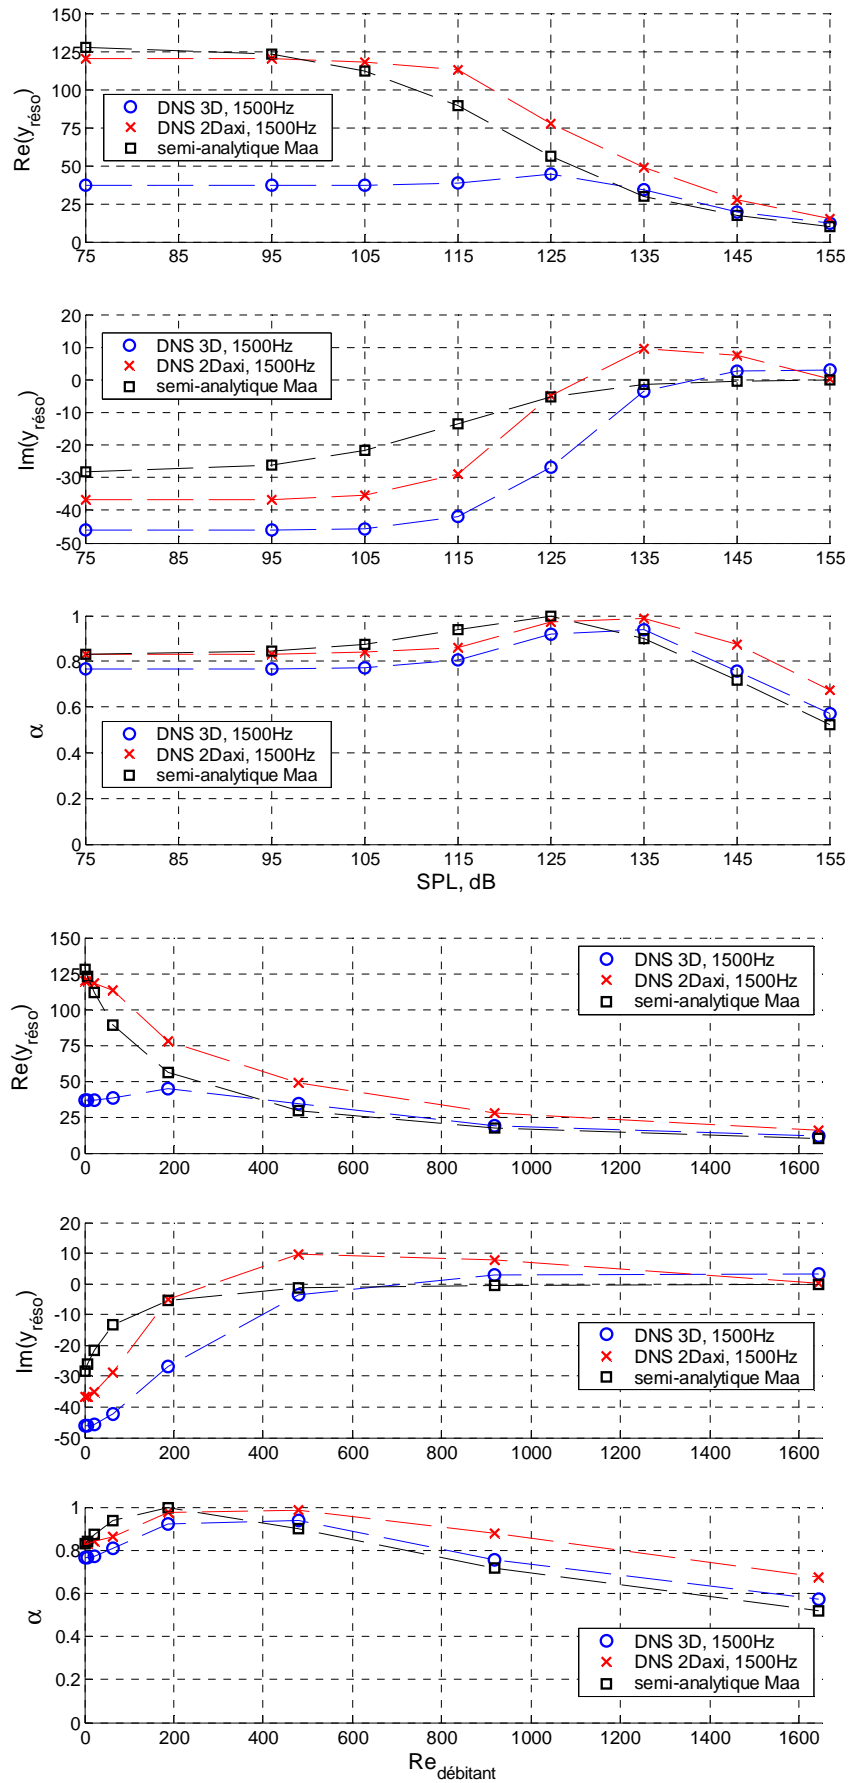 150
125
100
75
50
25
0
Re(y_réso)
DNS 3D, 1500Hz
DNS 2Daxi, 1500Hz
semi-analytique Maa
75 85 95 105 115 125 135 145 155
20
10
0
-10
-20
-30
-40
-50
Im(y_réso)
DNS 3D, 1500Hz
DNS 2Daxi, 1500Hz
semi-analytique Maa
75 85 95 105 115 125 135 145 155
1
0.8
0.6
0.4
0.2
0
α
DNS 3D, 1500Hz
DNS 2Daxi, 1500Hz
semi-analytique Maa
75 85 95 105 115 125 135 145 155
SPL, dB
150
125
100
75
50
25
0
Re(y_réso)
DNS 3D, 1500Hz
DNS 2Daxi, 1500Hz
semi-analytique Maa
0 200 400 600 800 1000 1200 1400 1600
20
10
0
-10
-20
-30
-40
-50
Im(y_réso)
DNS 3D, 1500Hz
DNS 2Daxi, 1500Hz
semi-analytique Maa
0 200 400 600 800 1000 1200 1400 1600
1
0.8
0.6
0.4
0.2
0
α
DNS 3D, 1500Hz
DNS 2Daxi, 1500Hz
semi-analytique Maa
0 200 400 600 800 1000 1200 1400 1600
Re_débitant